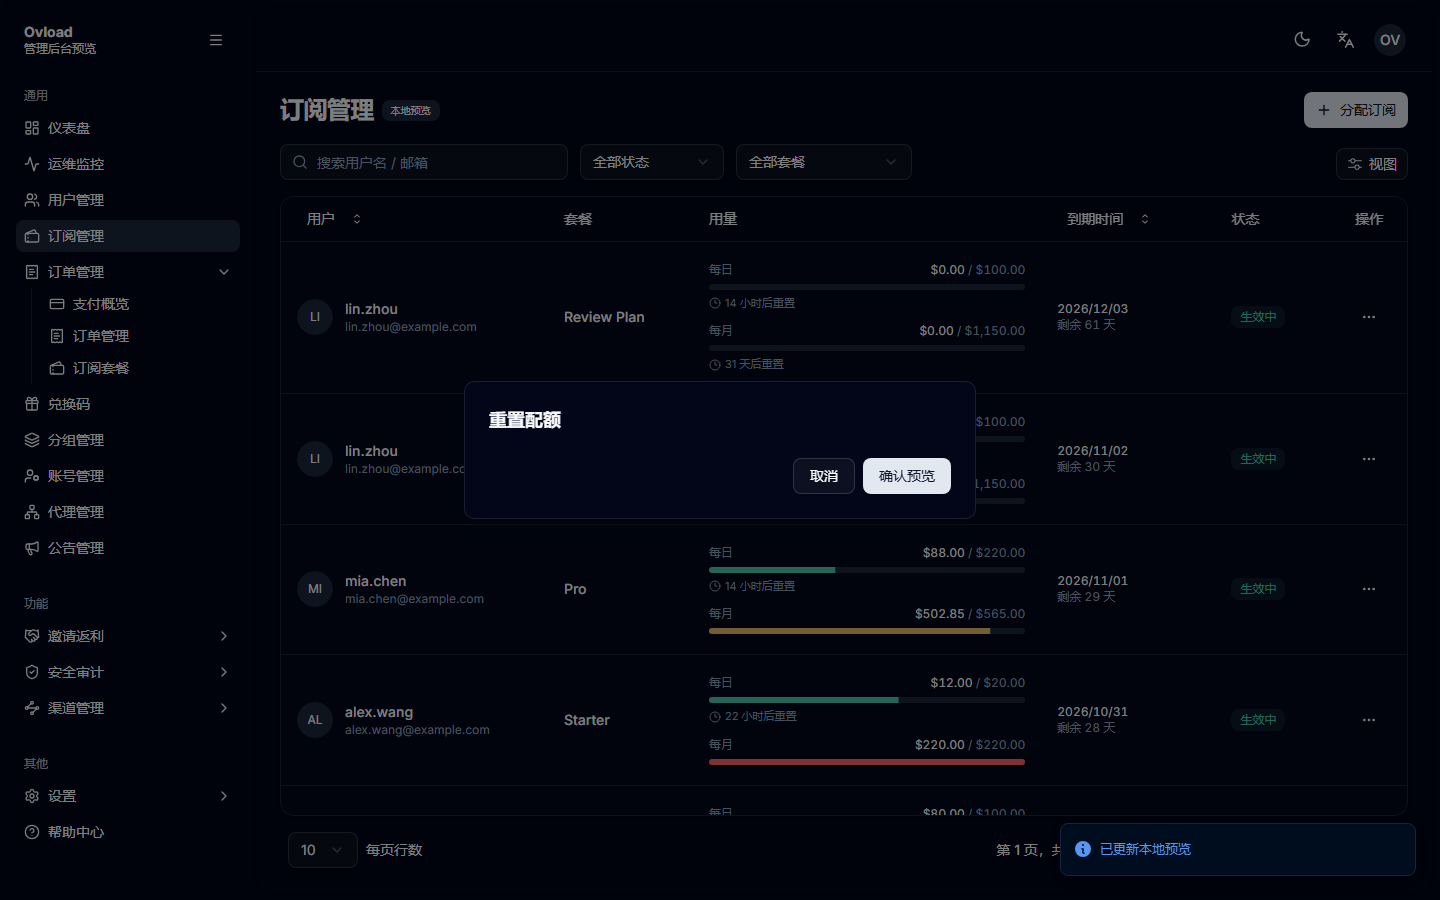 Ovload
管理后台预览
OV
通用
仪表盘
运维监控
用户管理
订阅管理
订单管理
支付概览
订单管理
订阅套餐
兑换码
分组管理
账号管理
代理管理
公告管理
功能
邀请返利
安全审计
渠道管理
其他
设置
帮助中心
订阅管理
本地预览
分配订阅
搜索用户名 / 邮箱
全部状态
全部套餐
视图
用户
套餐
用量
到期时间
状态
操作
LI
lin.zhou
lin.zhou@example.com
Review Plan
每日
$0.00 / $100.00
14 小时后重置
每月
$0.00 / $1,150.00
31 天后重置
2026/12/03
剩余 61 天
生效中
LI
lin.zhou
lin.zhou@example.co
$100.00
1,150.00
2026/11/02
剩余 30 天
生效中
重置配额
取消
确认预览
MI
mia.chen
mia.chen@example.com
Pro
每日
$88.00 / $220.00
14 小时后重置
每月
$502.85 / $565.00
2026/11/01
剩余 29 天
生效中
AL
alex.wang
alex.wang@example.com
Starter
每日
$12.00 / $20.00
22 小时后重置
每月
$220.00 / $220.00
2026/10/31
剩余 28 天
生效中
每日
$80.00 / $100.00
10
每页行数
第 1 页，共
已更新本地预览